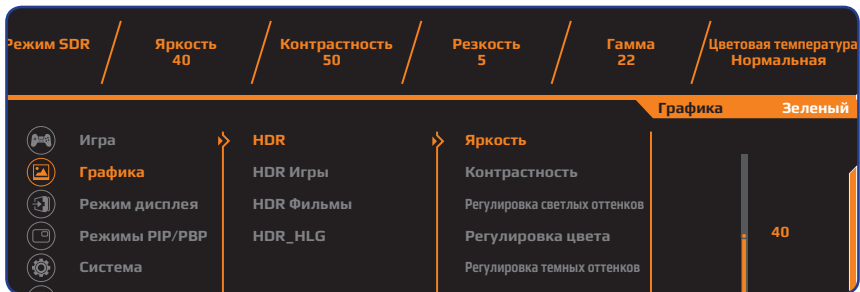 Режим SDR
Яркость
40
Контрастность
50
Резкость
5
Гамма
22
Цветовая температура
Нормальная
Графика Зеленый
Игра
Графика
Режим дисплея
Режимы PIP/PBP
Система
HDR
HDR Игры
HDR Фильмы
HDR_HLG
Яркость
Контрастность
Регулировка светлых оттенков
Регулировка цвета
Регулировка темных оттенков
40